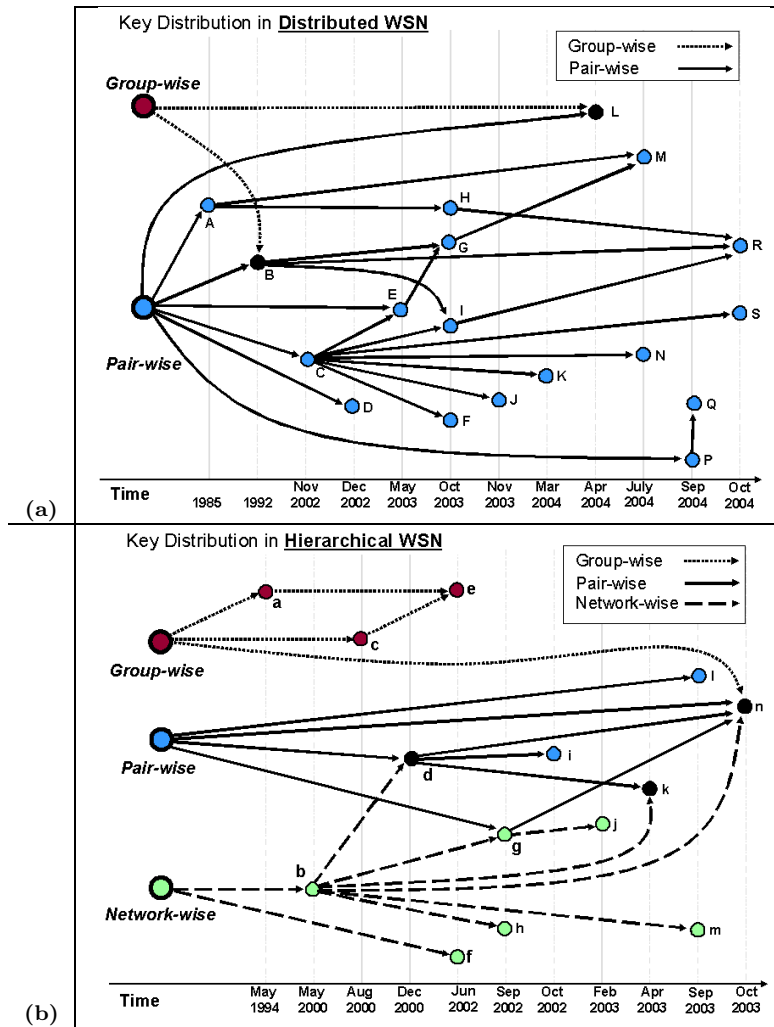 Key Distribution in Distributed WSN
Group-wise
Pair-wise
Group-wise
L
M
A
H
R
G
B
E
I
S
Pair-wise
C
N
K
D
J
F
Q
P
Time
1985
1992
Nov 2002
Dec 2002
May 2003
Oct 2003
Nov 2003
Mar 2004
Apr 2004
July 2004
Sep 2004
Oct 2004
(a)
Key Distribution in Hierarchical WSN
Group-wise
Pair-wise
Network-wise
a
e
c
Group-wise
l
n
Pair-wise
d
i
k
j
g
b
Network-wise
h
m
f
Time
May 1994
May 2000
Aug 2000
Dec 2000
Jun 2002
Sep 2002
Oct 2002
Feb 2003
Apr 2003
Sep 2003
Oct 2003
(b)